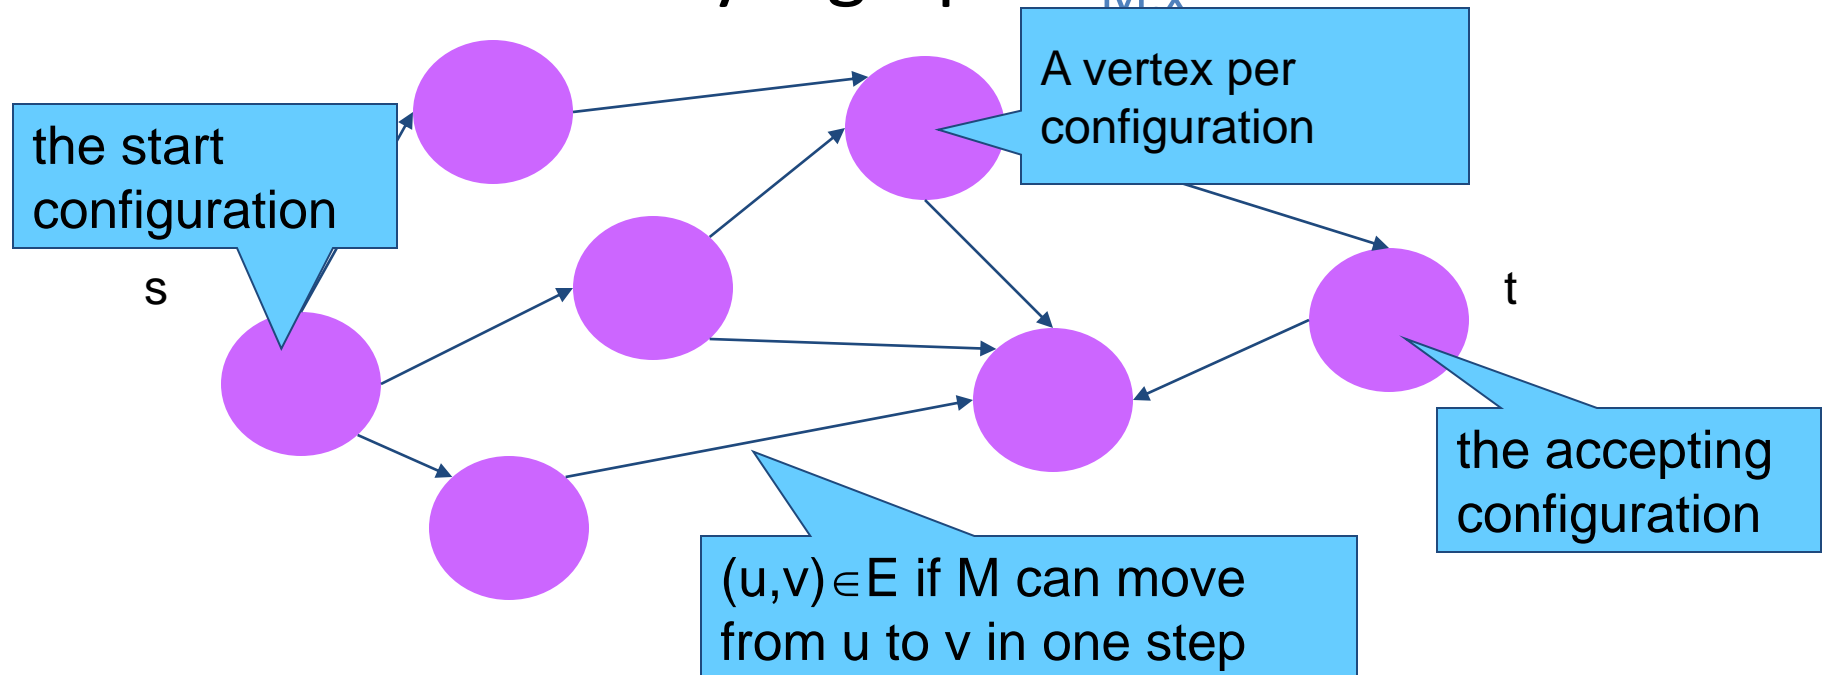 A vertex per
configuration
the start
configuration
s
t
the accepting
configuration
(u,v)∈E if M can move
from u to v in one step